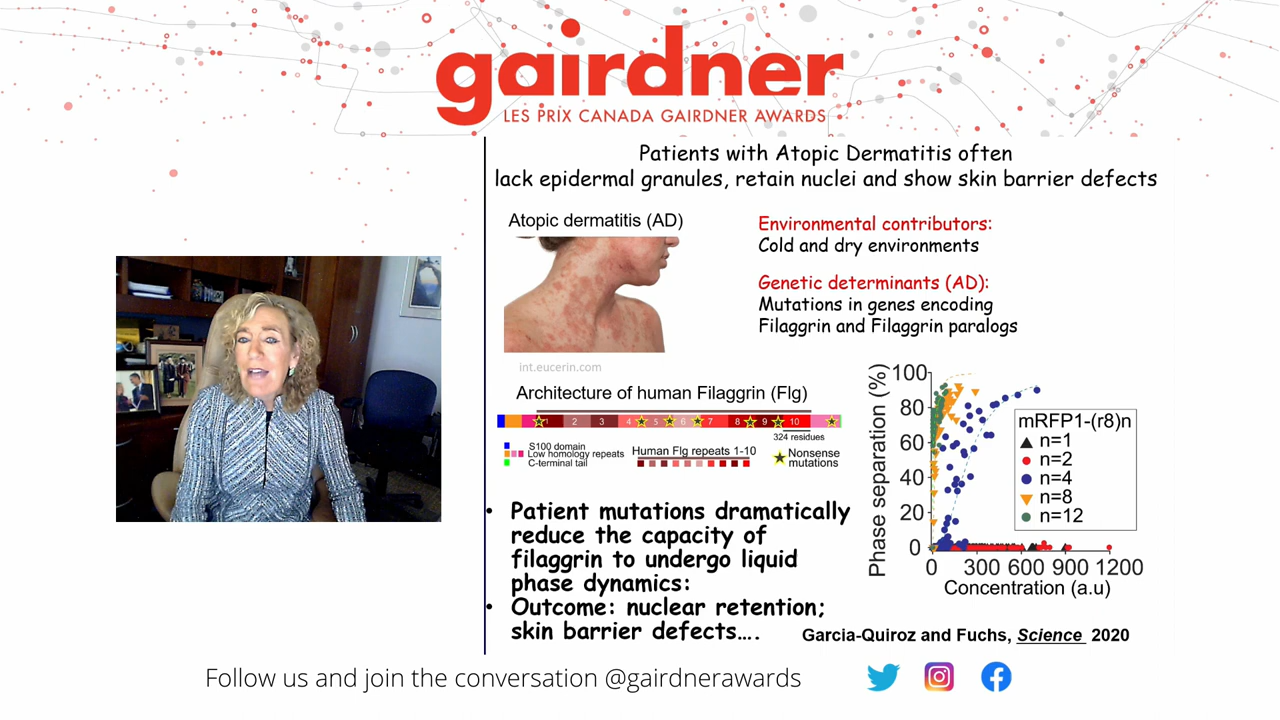 gairdner
LES PRIX CANADA GAIRDNER AWARDS
Patients with Atopic Dermatitis often
lack epidermal granules, retain nuclei and show skin barrier defects
Atopic dermatitis (AD)
int.eucerin.com
Environmental contributors:
Cold and dry environments
Genetic determinants (AD):
Mutations in genes encoding
Filaggrin and Filaggrin paralogs
Architecture of human Filaggrin (Flg)
1 2 3 4 5 6 7 8 9 10
324 residues
S100 domain
Low homology repeats
C-terminal tail
Human Flg repeats 1-10
Nonsense
mutations
• Patient mutations dramatically
reduce the capacity of
filaggrin to undergo liquid
phase dynamics:
• Outcome: nuclear retention;
skin barrier defects….
Phase separation (%)
100
80
60
40
20
0
0 300 600 900 1200
Concentration (a.u)
mRFP1-(r8)n
n=1
n=2
n=4
n=8
n=12
Garcia-Quiroz and Fuchs, Science 2020
Follow us and join the conversation @gairdnerawards